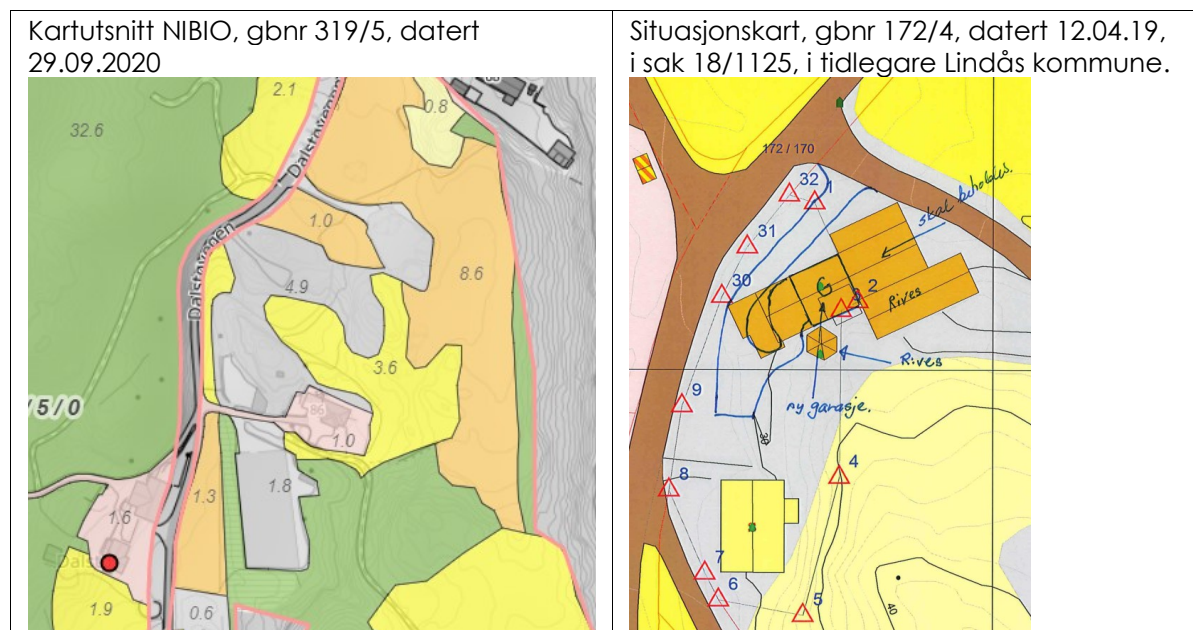 Kartutsnitt NIBIO, gbnr 319/5, datert
29.09.2020
2.1
0.8
32.6
Dalstøvegen
1.0
8.6
Dalstøvegen
4.9
3.6
/5/0
86
1.0
1.8
1.3
1.6
1.9
0.6
Situasjonskart, gbnr 172/4, datert 12.04.19,
i sak 18/1125, i tidlegare Lindås kommune.
172 / 170
32
1
skal beholdes.
31
30
G
2
Rives
Rives
9
ny garasje.
30
4
8
7
6
5
40